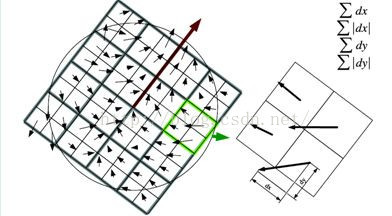 ∑ dx
∑ |dx|
∑ dy
∑ |dy|
dx
dy